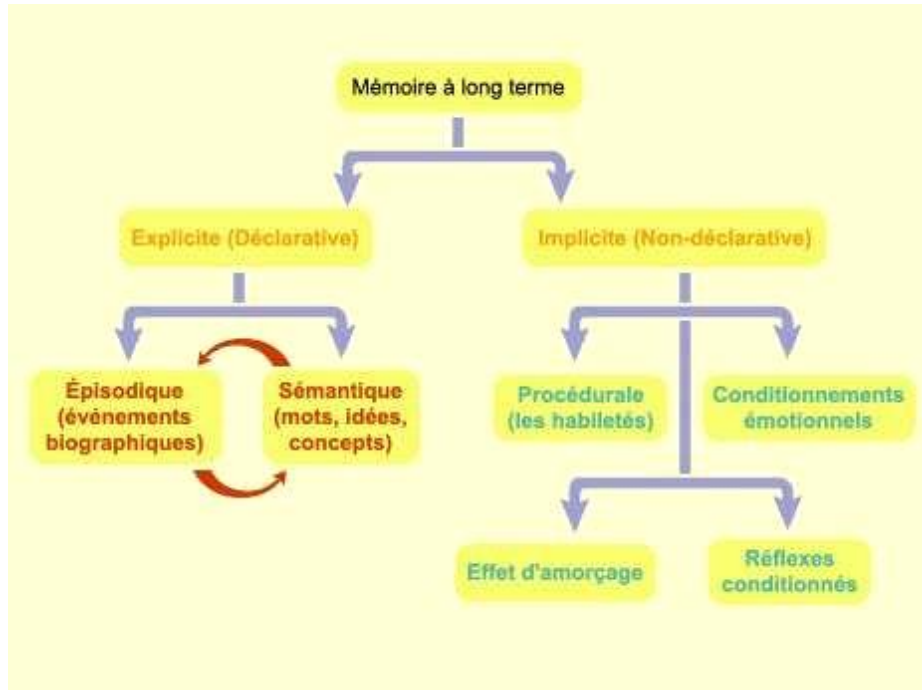 Mémoire à long terme
Explicite (Déclarative)
Implicite (Non-déclarative)
Épisodique
(évènements
biographiques)
Sémantique
(mots, idées,
concepts)
Procédurale
(les habiletés)
Conditionnements
émotionnels
Effet d'amorçage
Réflexes
conditionnés